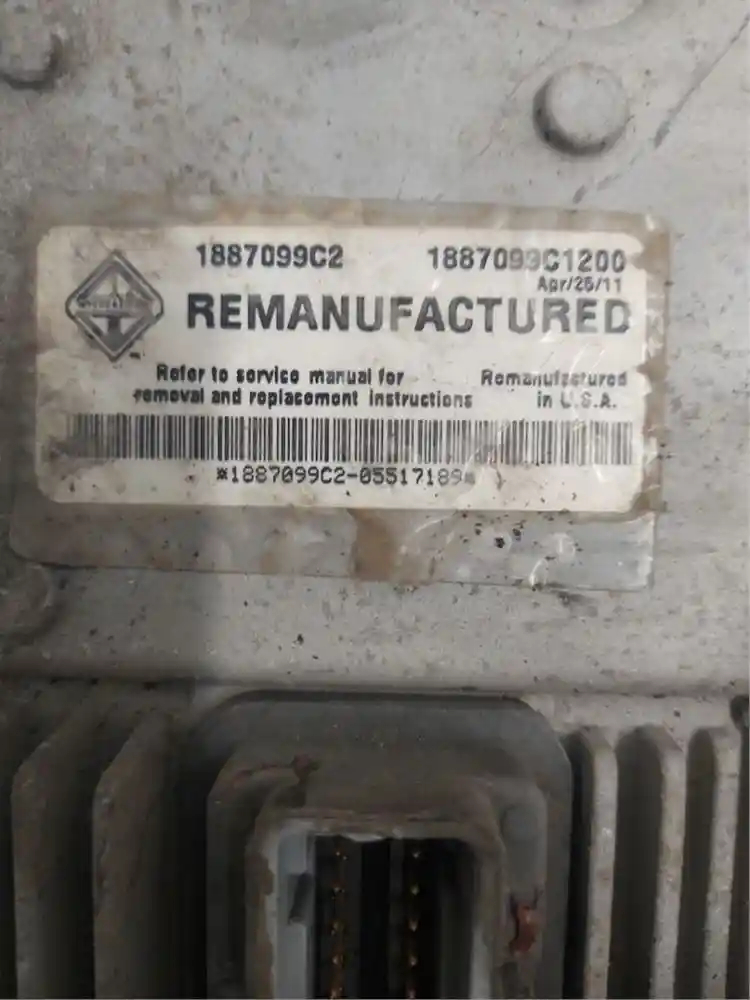 1887099C2 1887099C1200
Apr/26/11
REMANUFACTURED
Refer to service manual for Remanufactured
removal and replacement instructions in U.S.A.
*1887099C2-05517189*